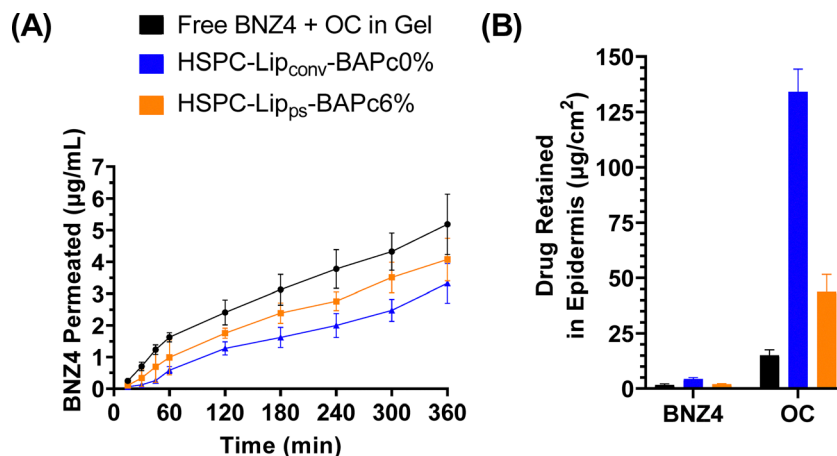 (A)
Free BNZ4 + OC in Gel
HSPC-Lipconv-BAPc0%
HSPC-Lipps-BAPc6%
BNZ4 Permeated (µg/mL)
7
6
5
4
3
2
1
0
0 60 120 180 240 300 360
Time (min)
(B)
Drug Retained
in Epidermis (µg/cm²)
150
125
100
75
50
25
15
0
BNZ4 OC